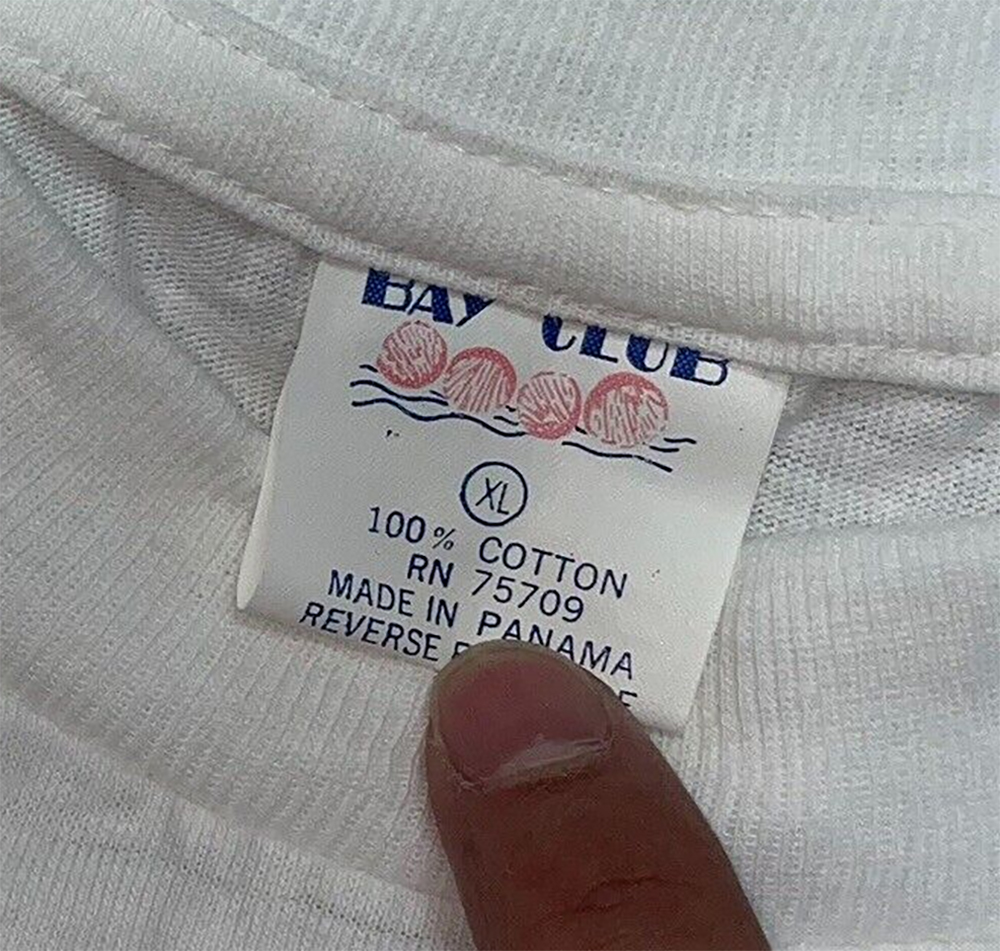 BAY CLUB
XL
100% COTTON
RN 75709
MADE IN PANAMA
REVERSE